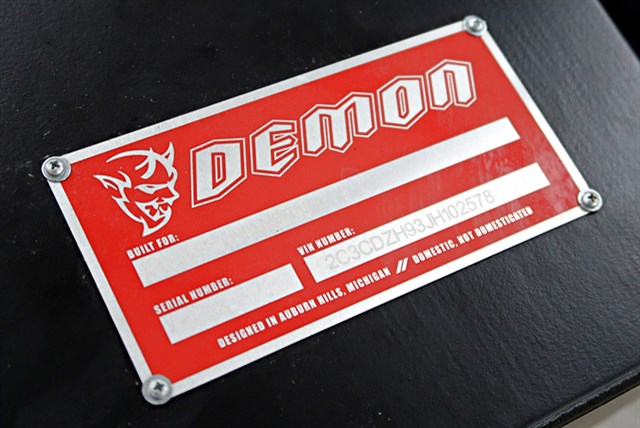 DEMON
BUILT FOR:
SERIAL NUMBER:
VIN NUMBER:
2C3CDZH93JH102578
DESIGNED IN AUBURN HILLS, MICHIGAN // DOMESTIC, NOT DOMESTICATED